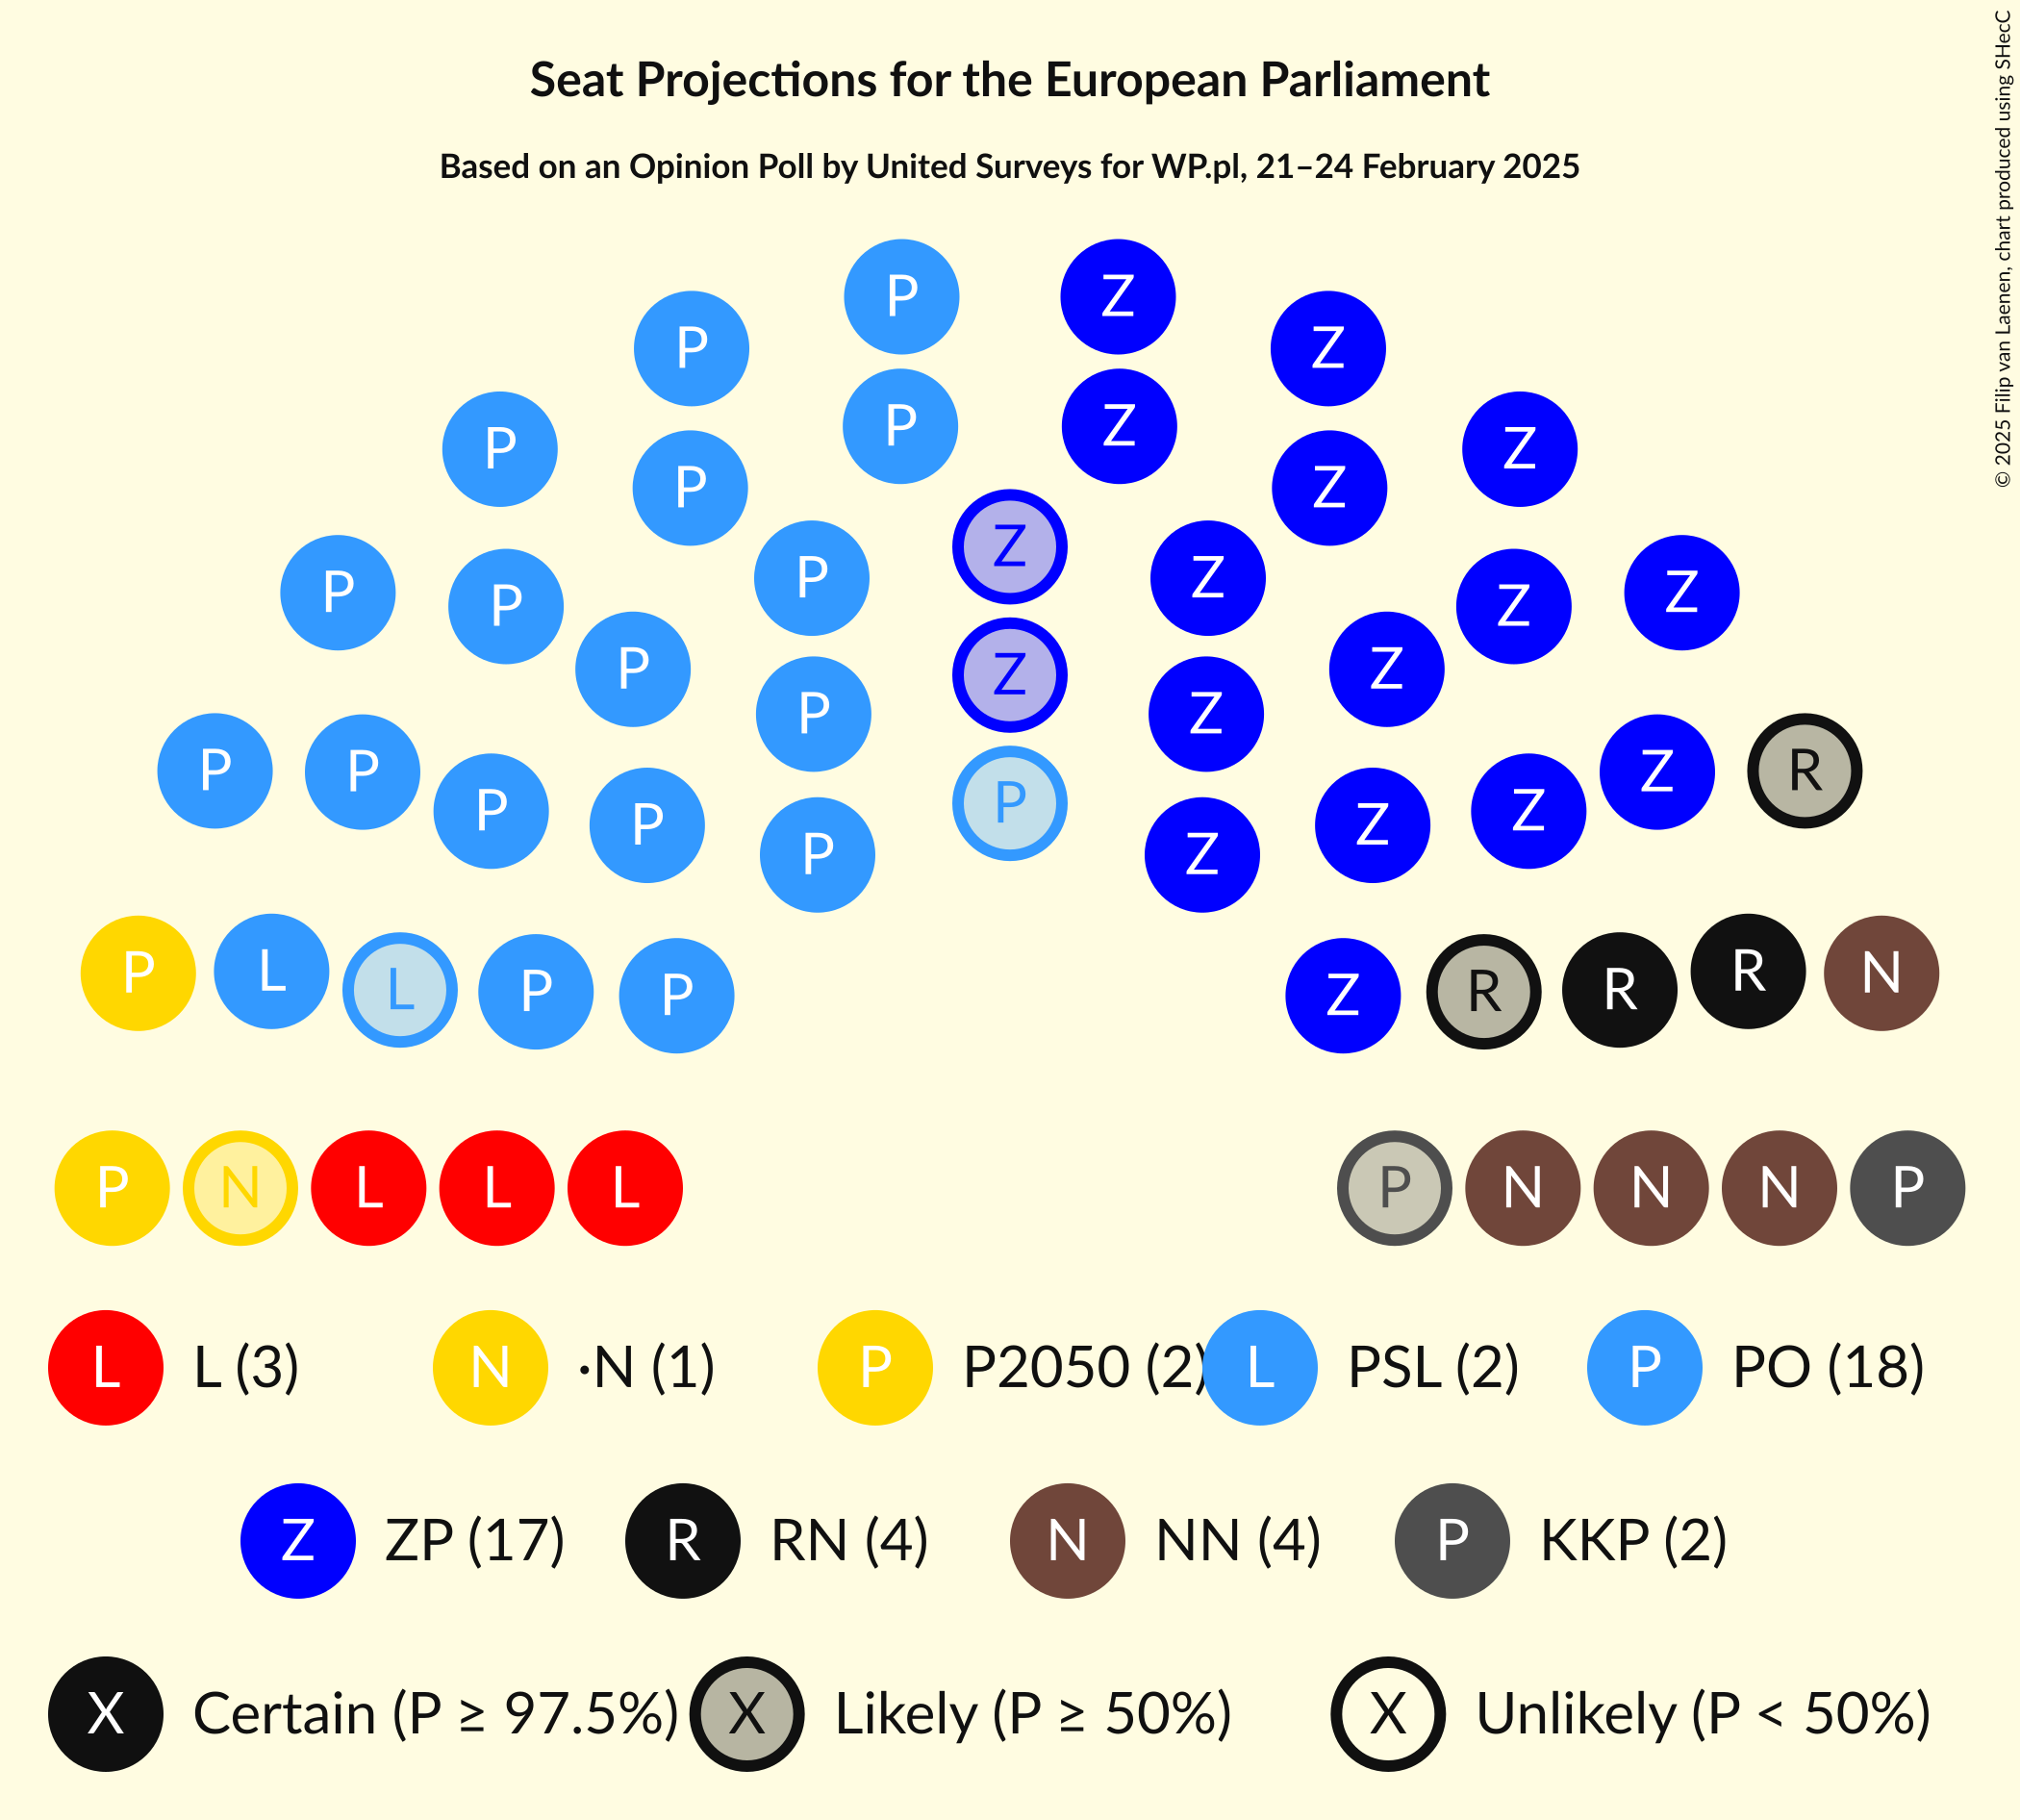 Seat Projections for the European Parliament
Based on an Opinion Poll by United Surveys for WP.pl, 21–24 February 2025
© 2025 Filip van Laenen, chart produced using SHecC
P Z
P Z
P P Z Z
P P Z Z
Z
P P Z Z
P P P Z Z Z
Z
P P P Z Z R
P P Z Z
P P P Z Z Z
P L L P P Z R R R N
P N L L L P N N N P
L L (3) N ·N (1) P P2050 (2) L PSL (2) P PO (18)
Z ZP (17) R RN (4) N NN (4) P KKP (2)
X Certain (P ≥ 97.5%) X Likely (P ≥ 50%) X Unlikely (P < 50%)